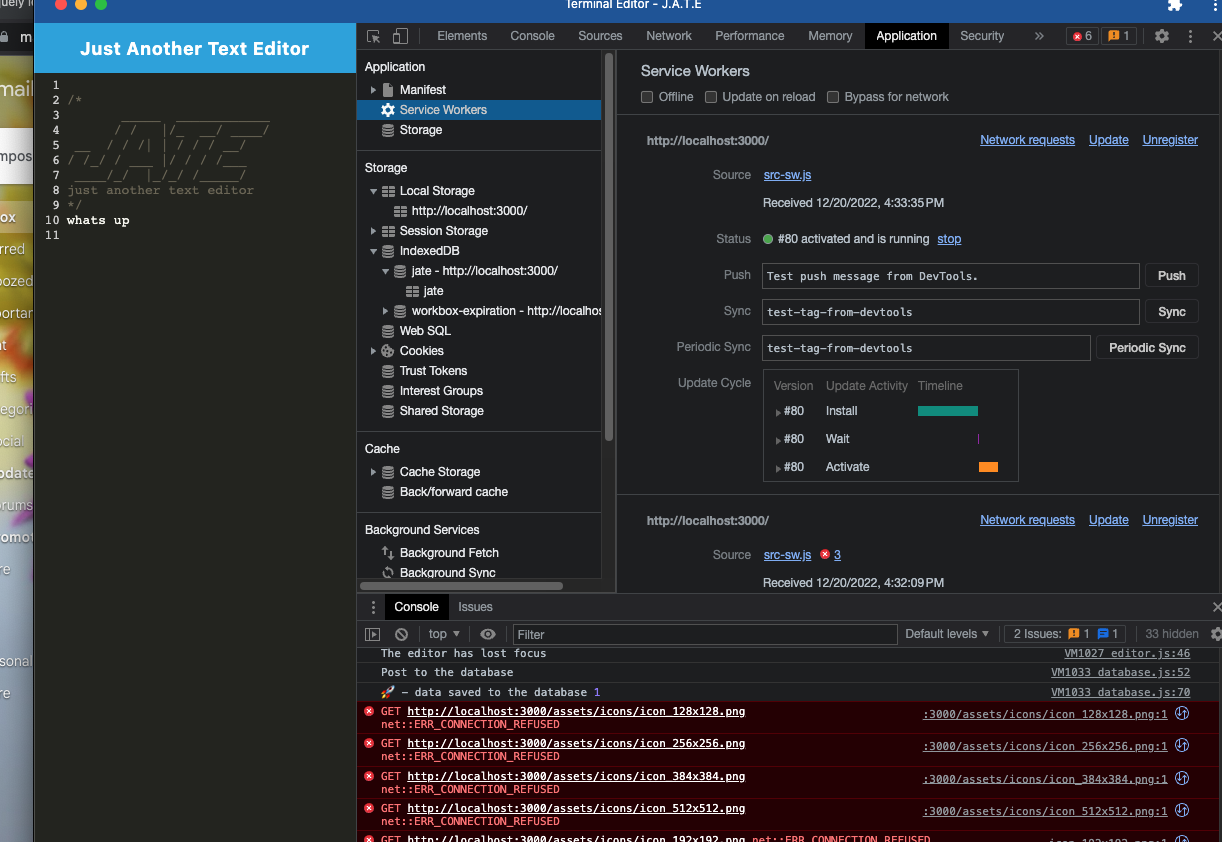 Terminal Editor - J.A.T.E
Just Another Text Editor
1
2 /*
3
4
5
6
7
8 just another text editor
9 */
10 whats up
11
Elements Console Sources Network Performance Memory Application Security » 6 1
Application
Manifest
Service Workers
Storage
Storage
Local Storage
http://localhost:3000/
Session Storage
IndexedDB
jate - http://localhost:3000/
jate
workbox-expiration - http://localhos
Web SQL
Cookies
Trust Tokens
Interest Groups
Shared Storage
Cache
Cache Storage
Back/forward cache
Background Services
Background Fetch
Background Sync
Service Workers
Offline Update on reload Bypass for network
http://localhost:3000/ Network requests Update Unregister
Source src-sw.js
Received 12/20/2022, 4:33:35 PM
Status #80 activated and is running stop
Push Test push message from DevTools. Push
Sync test-tag-from-devtools Sync
Periodic Sync test-tag-from-devtools Periodic Sync
Update Cycle Version Update Activity Timeline
#80 Install
#80 Wait
#80 Activate
http://localhost:3000/ Network requests Update Unregister
Source src-sw.js 3
Received 12/20/2022, 4:32:09 PM
Console Issues
top Filter Default levels 2 Issues: 1 1 33 hidden
The editor has lost focus VM1027 editor.js:46
Post to the database VM1033 database.js:52
🚀 – data saved to the database 1 VM1033 database.js:70
GET http://localhost:3000/assets/icons/icon_128x128.png :3000/assets/icons/icon_128x128.png:1
net::ERR_CONNECTION_REFUSED
GET http://localhost:3000/assets/icons/icon_256x256.png :3000/assets/icons/icon_256x256.png:1
net::ERR_CONNECTION_REFUSED
GET http://localhost:3000/assets/icons/icon_384x384.png :3000/assets/icons/icon_384x384.png:1
net::ERR_CONNECTION_REFUSED
GET http://localhost:3000/assets/icons/icon_512x512.png :3000/assets/icons/icon_512x512.png:1
net::ERR_CONNECTION_REFUSED
GET http://localhost:3000/assets/icons/icon_192x192.png net::ERR_CONNECTION_REFUSED